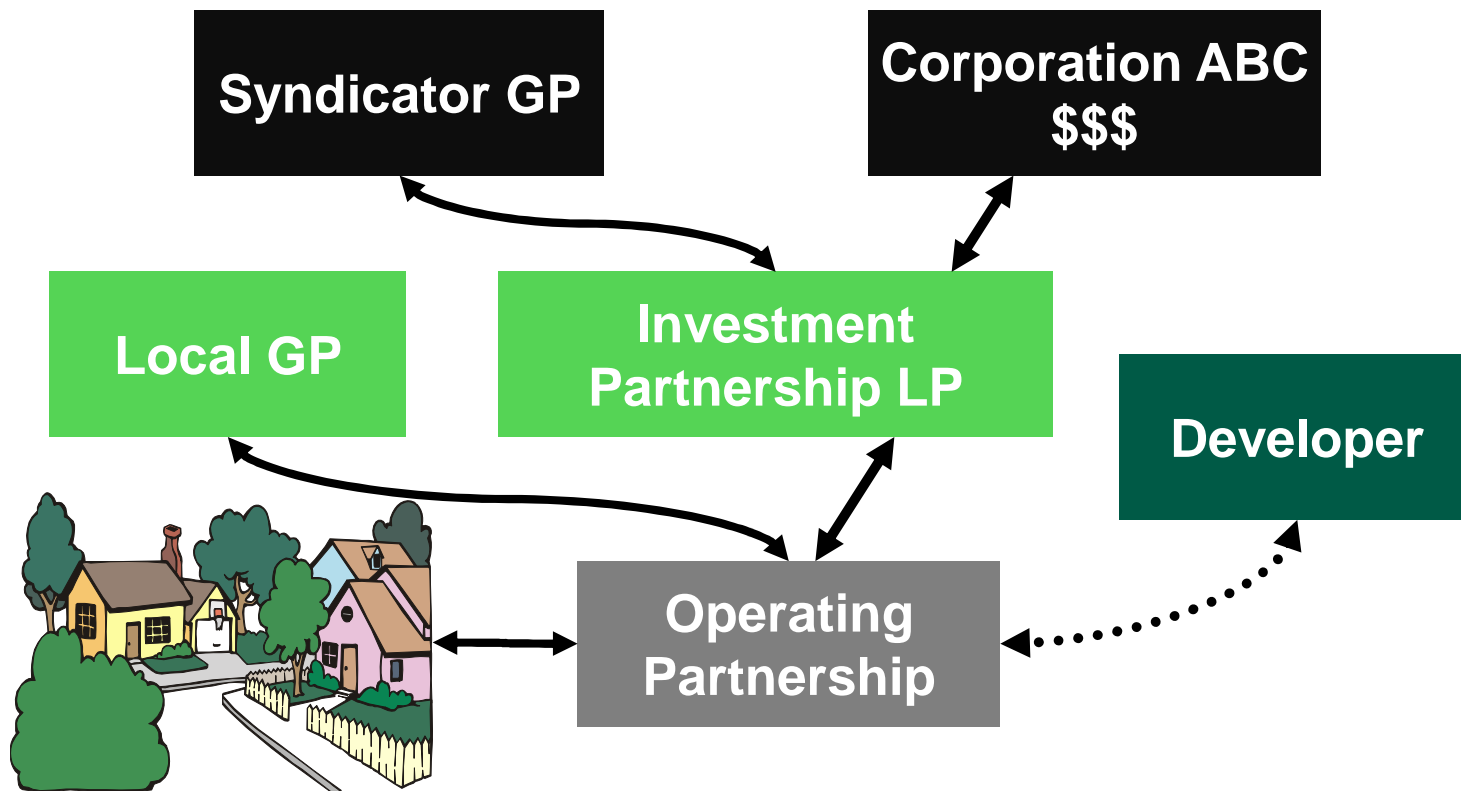 Syndicator GP
Corporation ABC
$$$
Local GP
Investment
Partnership LP
Developer
Operating
Partnership